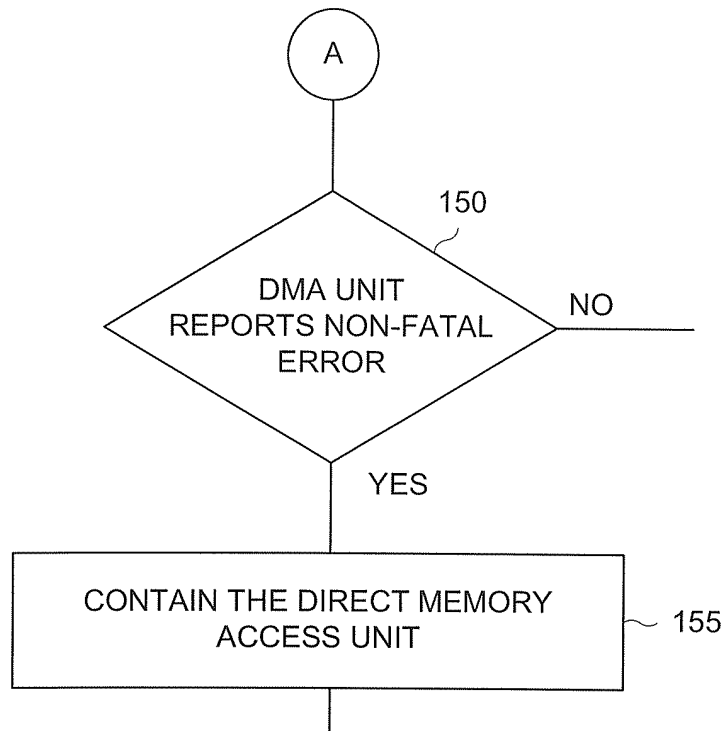 A
150
DMA UNIT
REPORTS NON-FATAL
ERROR
NO
YES
CONTAIN THE DIRECT MEMORY
ACCESS UNIT
155